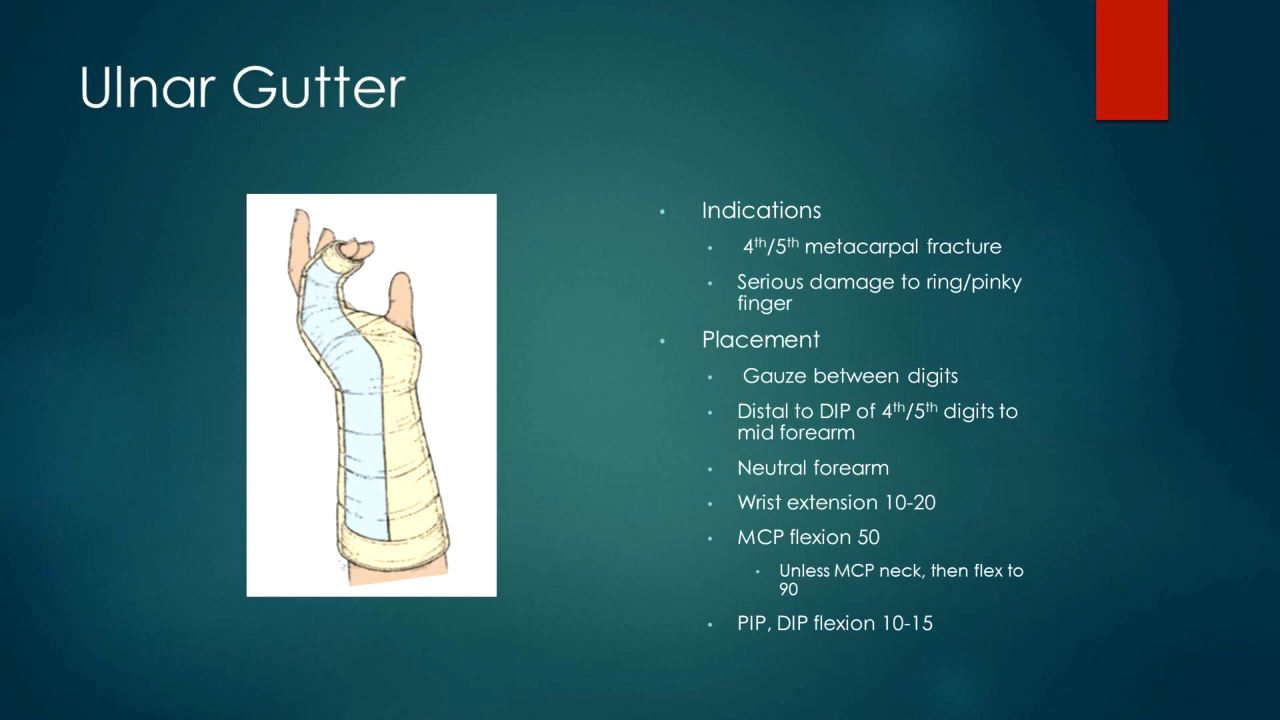 Ulnar Gutter
• Indications
• 4th/5th metacarpal fracture
• Serious damage to ring/pinky
finger
• Placement
• Gauze between digits
• Distal to DIP of 4th/5th digits to
mid forearm
• Neutral forearm
• Wrist extension 10-20
• MCP flexion 50
• Unless MCP neck, then flex to
90
• PIP, DIP flexion 10-15